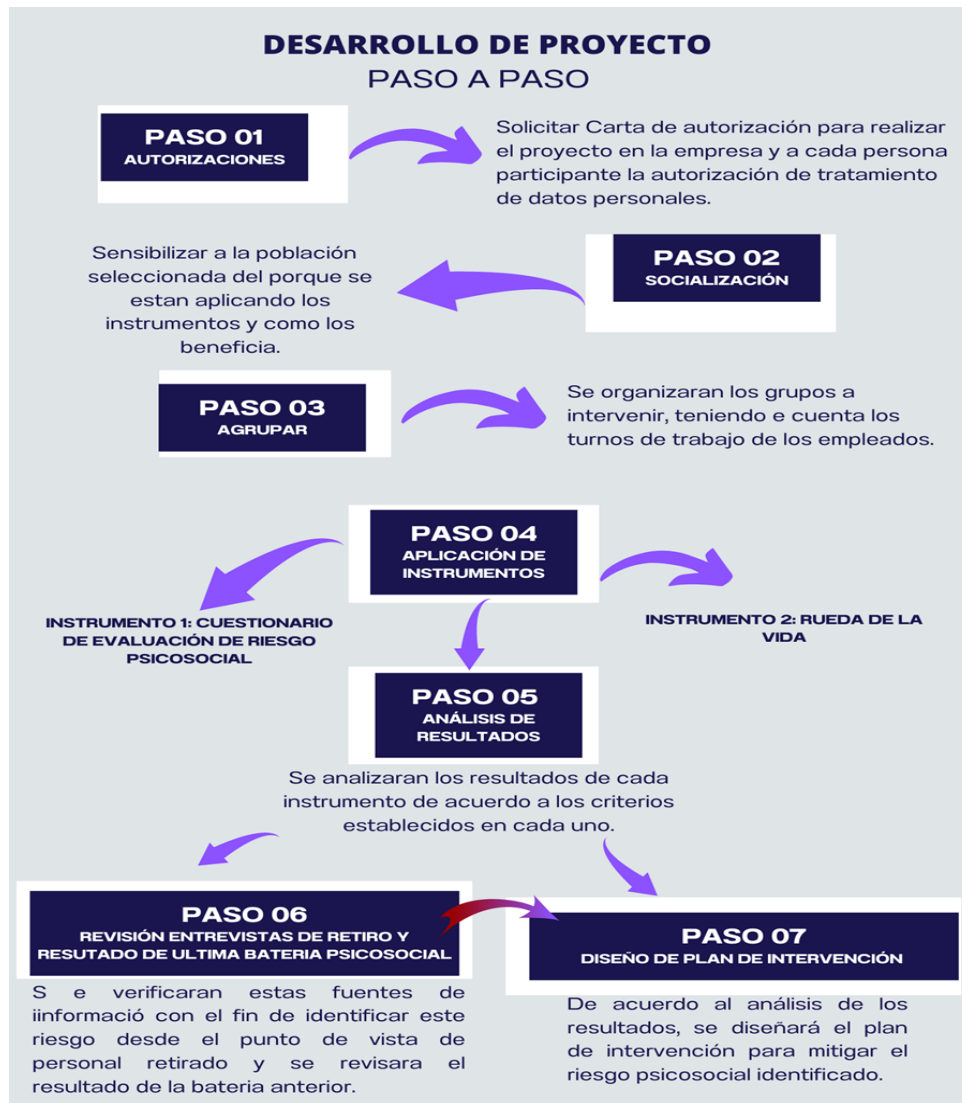 DESARROLLO DE PROYECTO
PASO A PASO
PASO 01
AUTORIZACIONES
Solicitar Carta de autorización para realizar
el proyecto en la empresa y a cada persona
participante la autorización de tratamiento
de datos personales.
PASO 02
SOCIALIZACIÓN
Sensibilizar a la población
seleccionada del porque se
estan aplicando los
instrumentos y como los
beneficia.
PASO 03
AGRUPAR
Se organizaran los grupos a
intervenir, teniendo e cuenta los
turnos de trabajo de los empleados.
PASO 04
APLICACIÓN DE
INSTRUMENTOS
INSTRUMENTO 1: CUESTIONARIO
DE EVALUACIÓN DE RIESGO
PSICOSOCIAL
INSTRUMENTO 2: RUEDA DE LA
VIDA
PASO 05
ANÁLISIS DE
RESULTADOS
Se analizaran los resultados de cada
instrumento de acuerdo a los criterios
establecidos en cada uno.
PASO 06
REVISIÓN ENTREVISTAS DE RETIRO Y
RESUTADO DE ULTIMA BATERIA PSICOSOCIAL
S e verificaran estas fuentes de
iinformació con el fin de identificar este
riesgo desde el punto de vista de
personal retirado y se revisara el
resultado de la bateria anterior.
PASO 07
DISEÑO DE PLAN DE INTERVENCIÓN
De acuerdo al análisis de los
resultados, se diseñará el plan
de intervención para mitigar el
riesgo psicosocial identificado.